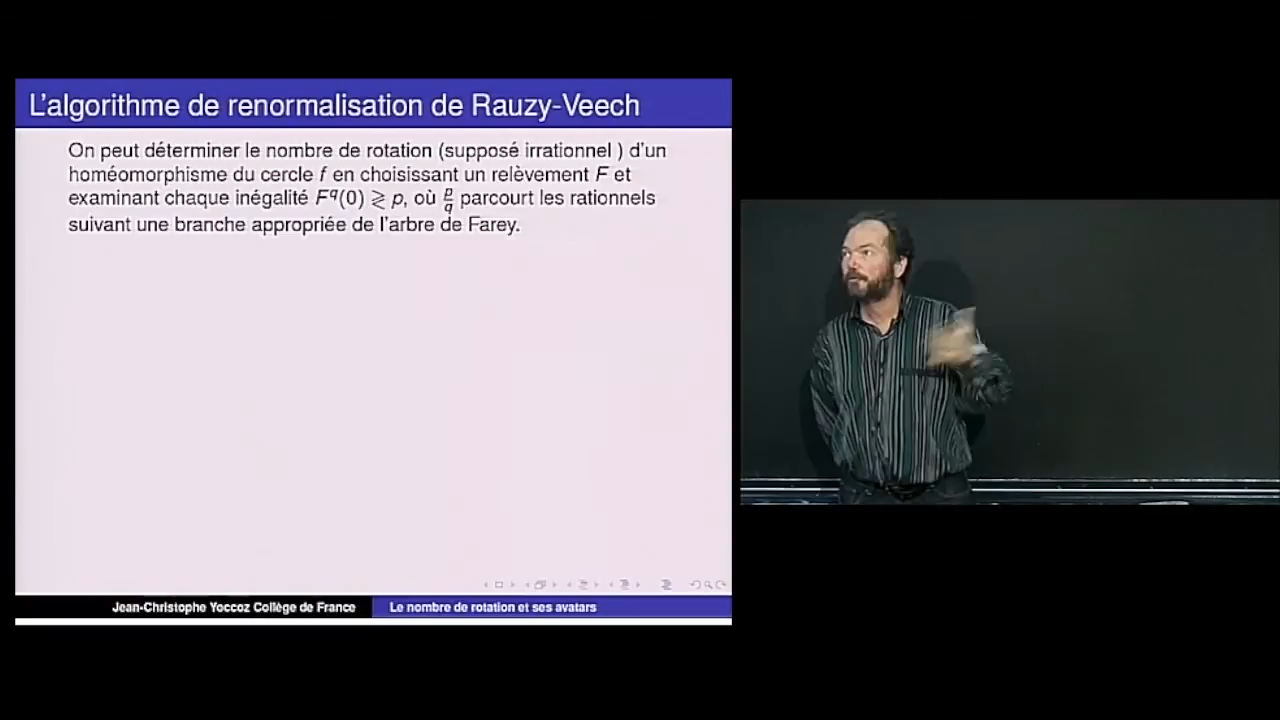 L'algorithme de renormalisation de Rauzy-Veech
On peut déterminer le nombre de rotation (supposé irrationnel ) d'un
homéomorphisme du cercle f en choisissant un relèvement F et
examinant chaque inégalité F^q(0) ≷ p, où p/q parcourt les rationnels
suivant une branche appropriée de l'arbre de Farey.
Jean-Christophe Yoccoz Collège de France
Le nombre de rotation et ses avatars